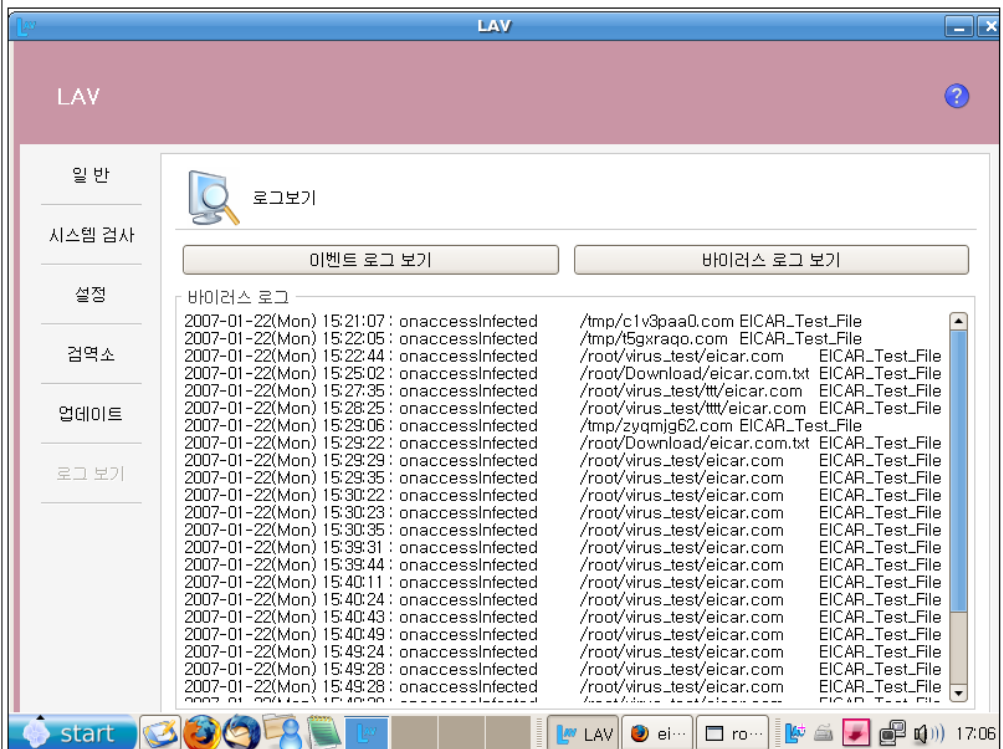 LAV
LAV
?
일 반
시스템 검사
설정
검역소
업데이트
로그 보기
로그보기
이벤트 로그 보기
바이러스 로그 보기
바이러스 로그
2007-01-22(Mon) 15:21:07 : onaccessInfected /tmp/c1v3paa0.com EICAR_Test_File
2007-01-22(Mon) 15:22:05 : onaccessInfected /tmp/t5gxraqo.com EICAR_Test_File
2007-01-22(Mon) 15:22:44 : onaccessInfected /root/virus_test/eicar.com EICAR_Test_File
2007-01-22(Mon) 15:25:02 : onaccessInfected /root/Download/eicar.com.txt EICAR_Test_File
2007-01-22(Mon) 15:27:35 : onaccessInfected /root/virus_test/ttt/eicar.com EICAR_Test_File
2007-01-22(Mon) 15:28:25 : onaccessInfected /root/virus_test/tttt/eicar.com EICAR_Test_File
2007-01-22(Mon) 15:29:06 : onaccessInfected /tmp/zyqmjg62.com EICAR_Test_File
2007-01-22(Mon) 15:29:22 : onaccessInfected /root/Download/eicar.com.txt EICAR_Test_File
2007-01-22(Mon) 15:29:29 : onaccessInfected /root/virus_test/eicar.com EICAR_Test_File
2007-01-22(Mon) 15:29:35 : onaccessInfected /root/virus_test/eicar.com EICAR_Test_File
2007-01-22(Mon) 15:30:22 : onaccessInfected /root/virus_test/eicar.com EICAR_Test_File
2007-01-22(Mon) 15:30:23 : onaccessInfected /root/virus_test/eicar.com EICAR_Test_File
2007-01-22(Mon) 15:30:35 : onaccessInfected /root/virus_test/eicar.com EICAR_Test_File
2007-01-22(Mon) 15:39:31 : onaccessInfected /root/virus_test/eicar.com EICAR_Test_File
2007-01-22(Mon) 15:39:44 : onaccessInfected /root/virus_test/eicar.com EICAR_Test_File
2007-01-22(Mon) 15:40:11 : onaccessInfected /root/virus_test/eicar.com EICAR_Test_File
2007-01-22(Mon) 15:40:24 : onaccessInfected /root/virus_test/eicar.com EICAR_Test_File
2007-01-22(Mon) 15:40:43 : onaccessInfected /root/virus_test/eicar.com EICAR_Test_File
2007-01-22(Mon) 15:40:49 : onaccessInfected /root/virus_test/eicar.com EICAR_Test_File
2007-01-22(Mon) 15:49:24 : onaccessInfected /root/virus_test/eicar.com EICAR_Test_File
2007-01-22(Mon) 15:49:28 : onaccessInfected /root/virus_test/eicar.com EICAR_Test_File
2007-01-22(Mon) 15:49:28 : onaccessInfected /root/virus_test/eicar.com EICAR_Test_File
start LAV ei··· ro··· 17:06